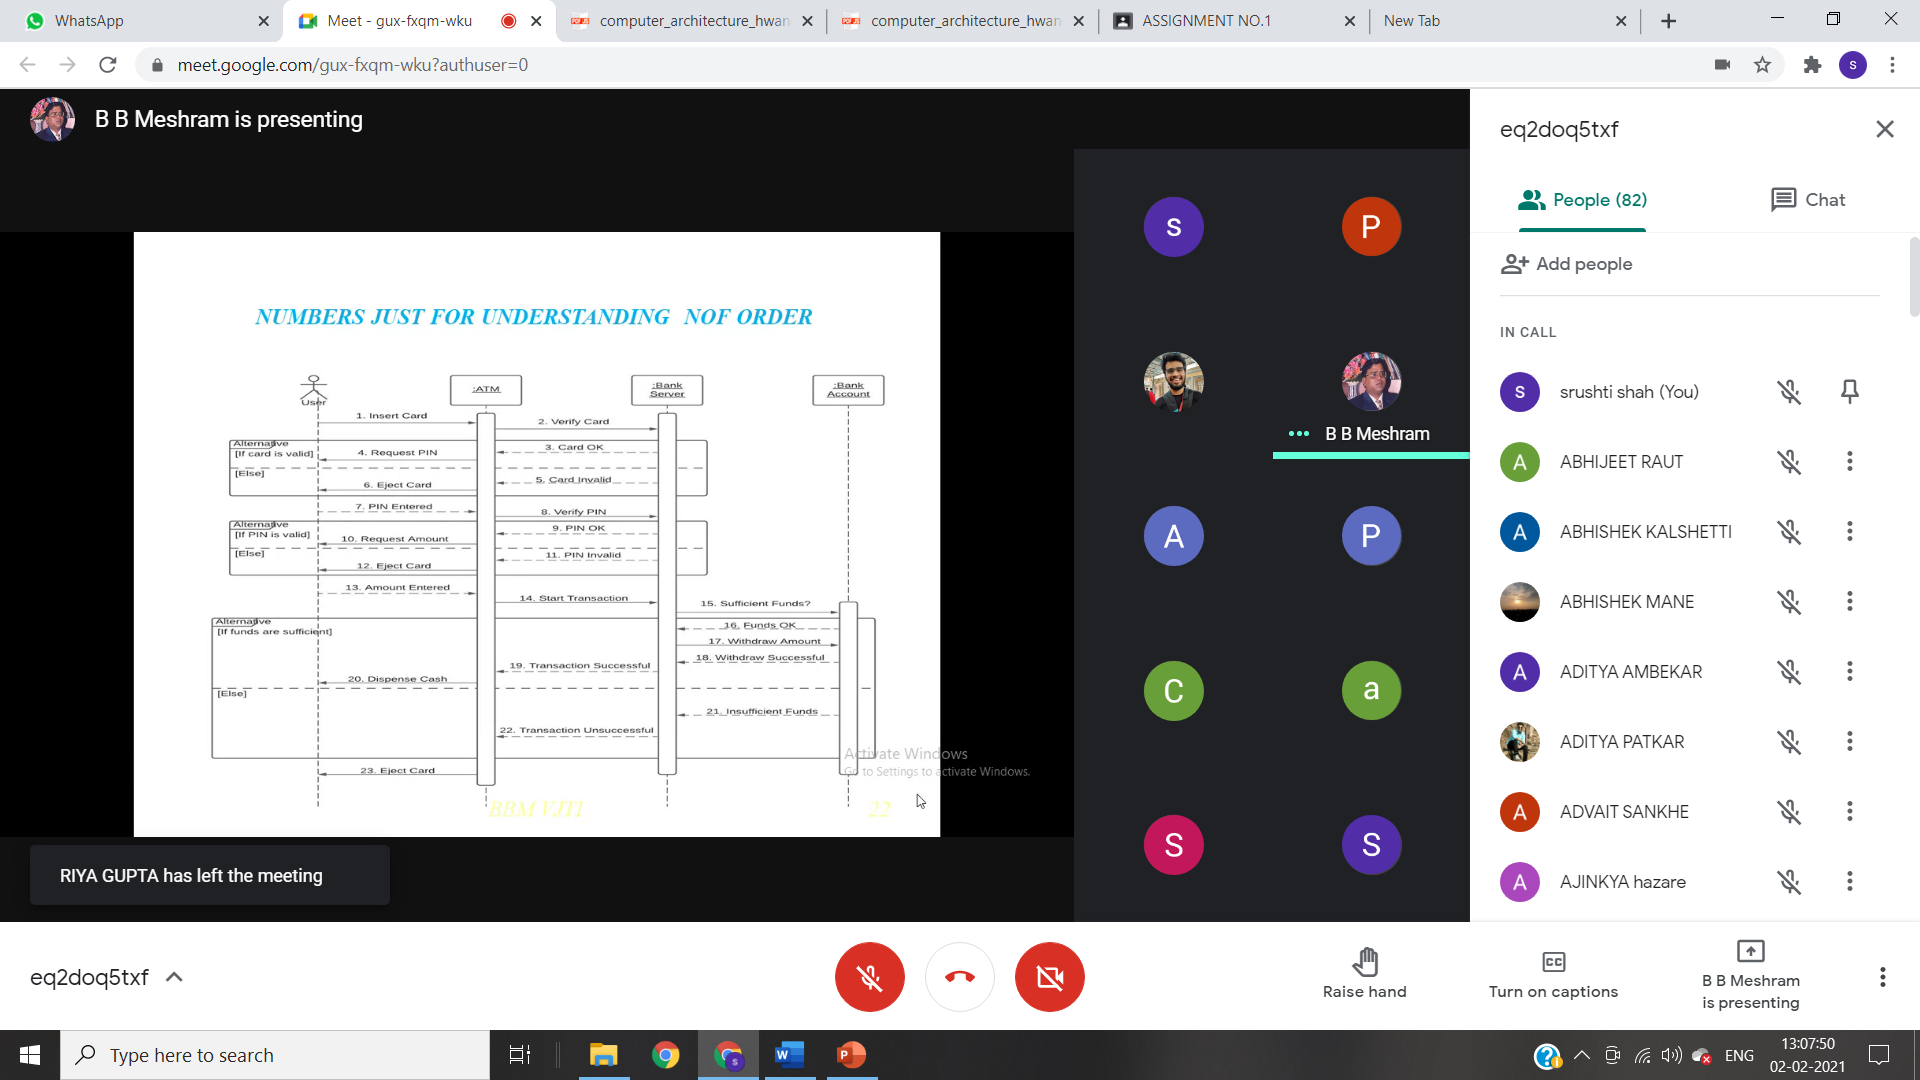 WhatsApp
Meet - gux-fxqm-wku
computer_architecture_hwan
computer_architecture_hwan
ASSIGNMENT NO.1
New Tab
meet.google.com/gux-fxqm-wku?authuser=0
s
B B Meshram is presenting
NUMBERS JUST FOR UNDERSTANDING NOF ORDER
User
:ATM
:Bank
Server
:Bank
Account
1. Insert Card
2. Verify Card
Alternative
[If card is valid]
3. Card OK
4. Request PIN
[Else]
5. Card Invalid
6. Eject Card
7. PIN Entered
8. Verify PIN
Alternative
[If PIN is valid]
9. PIN OK
10. Request Amount
[Else]
11. PIN Invalid
12. Eject Card
13. Amount Entered
14. Start Transaction
15. Sufficient Funds?
Alternative
[If funds are sufficient]
16. Funds OK
17. Withdraw Amount
18. Withdraw Successful
19. Transaction Successful
20. Dispense Cash
[Else]
21. Insufficient Funds
22. Transaction Unsuccessful
23. Eject Card
Activate Windows
Go to Settings to activate Windows.
BBM VJTI
22
RIYA GUPTA has left the meeting
s
P
B B Meshram
A
P
C
a
S
S
eq2doq5txf
People (82)
Chat
Add people
IN CALL
s srushti shah (You)
A ABHIJEET RAUT
A ABHISHEK KALSHETTI
ABHISHEK MANE
A ADITYA AMBEKAR
ADITYA PATKAR
A ADVAIT SANKHE
A AJINKYA hazare
eq2doq5txf
Raise hand
CC
Turn on captions
B B Meshram
is presenting
Type here to search
ENG
13:07:50
02-02-2021